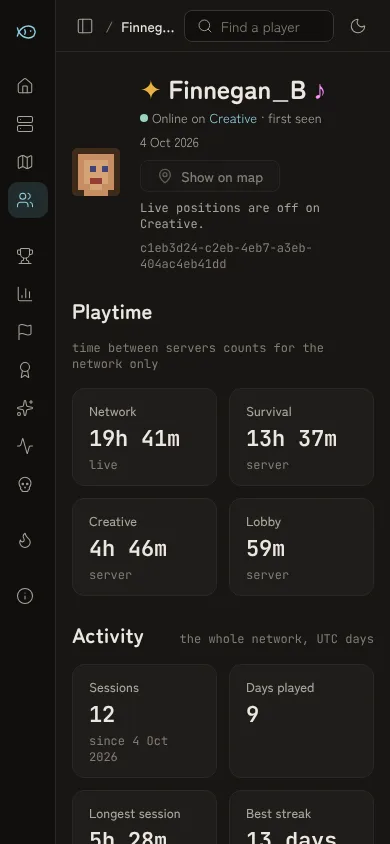 / Finneg... Find a player
✦ Finnegan_B ♪
Online on Creative · first seen
4 Oct 2026
Show on map
Live positions are off on
Creative.
c1eb3d24-c2eb-4eb7-a3eb-
404ac4eb41dd
Playtime
time between servers counts for the
network only
Network
19h 41m
live
Survival
13h 37m
server
Creative
4h 46m
server
Lobby
59m
server
Activity
the whole network, UTC days
Sessions
12
since 4 Oct
2026
Days played
9
Longest session
5h 28m
Best streak
13 days